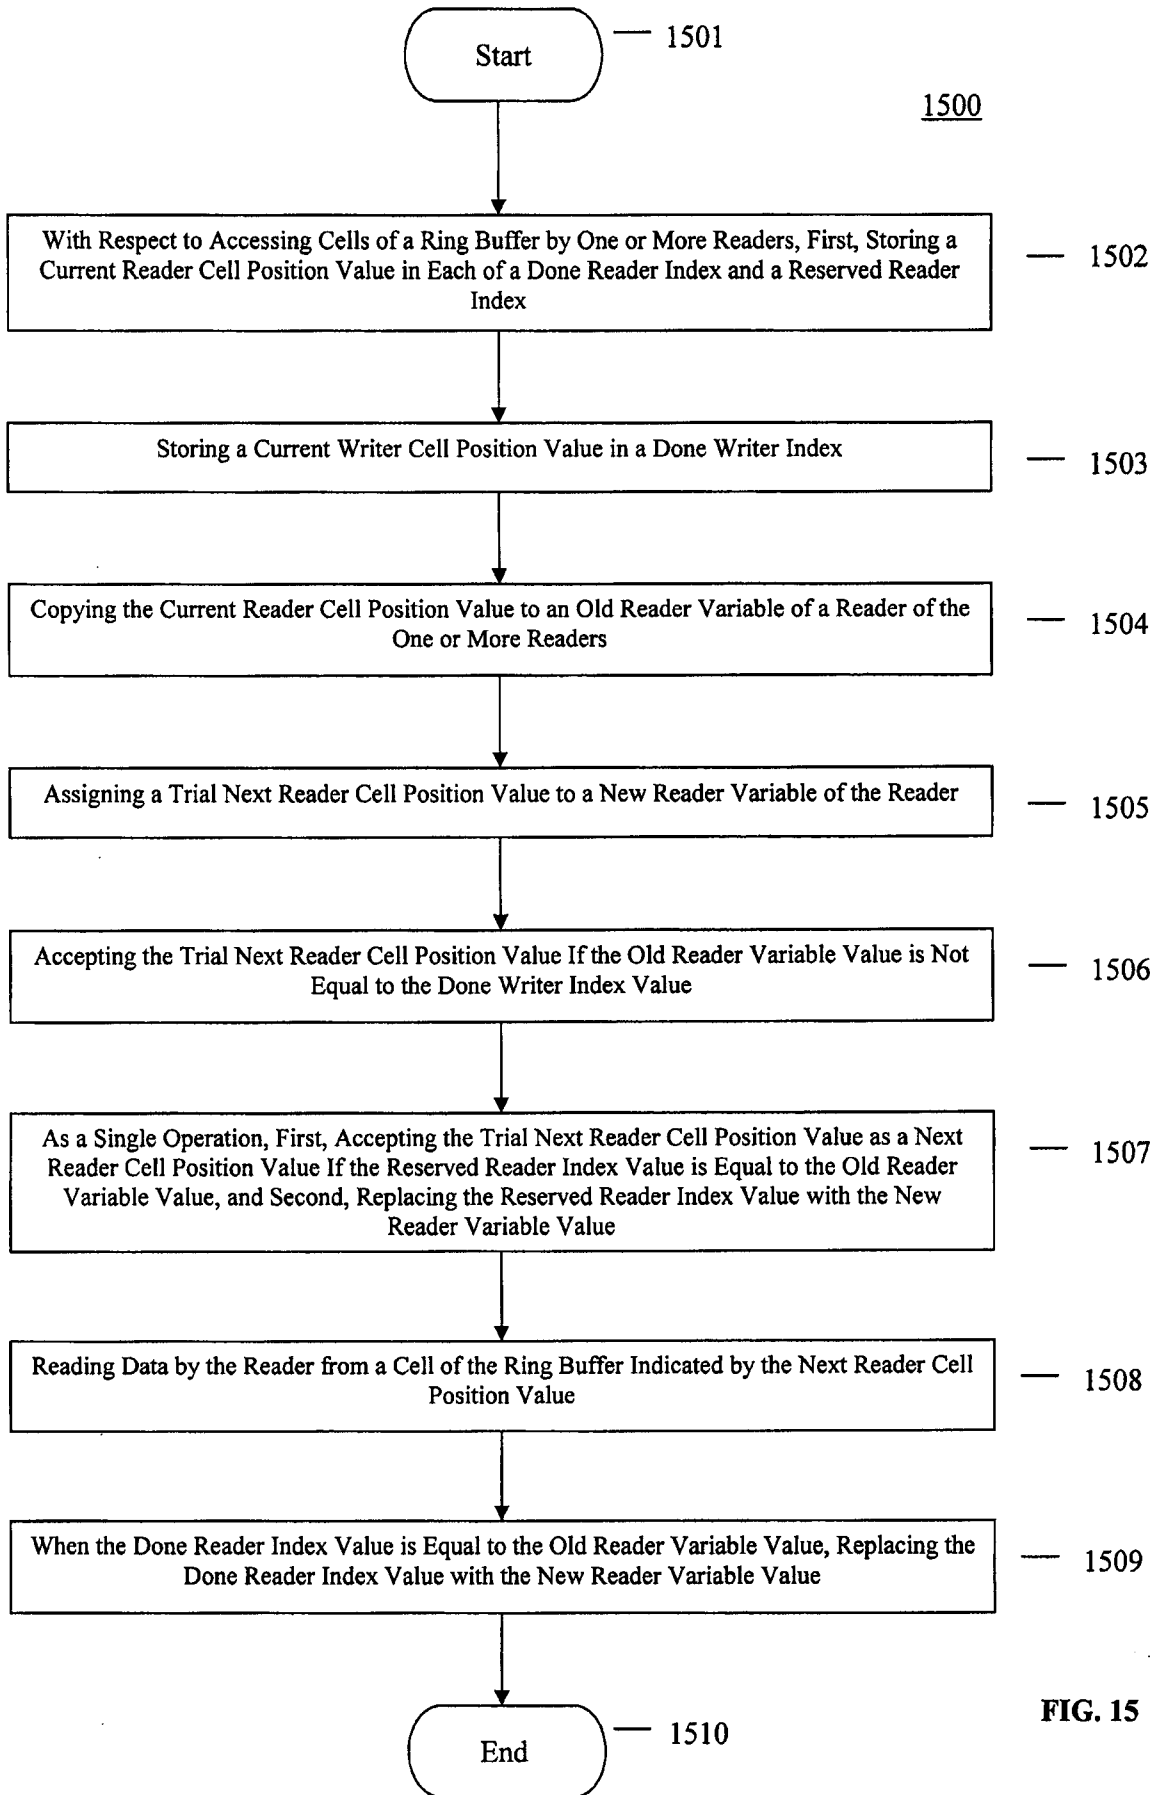 Start
1501
1500
With Respect to Accessing Cells of a Ring Buffer by One or More Readers, First, Storing a
Current Reader Cell Position Value in Each of a Done Reader Index and a Reserved Reader
Index
1502
Storing a Current Writer Cell Position Value in a Done Writer Index
1503
Copying the Current Reader Cell Position Value to an Old Reader Variable of a Reader of the
One or More Readers
1504
Assigning a Trial Next Reader Cell Position Value to a New Reader Variable of the Reader
1505
Accepting the Trial Next Reader Cell Position Value If the Old Reader Variable Value is Not
Equal to the Done Writer Index Value
1506
As a Single Operation, First, Accepting the Trial Next Reader Cell Position Value as a Next
Reader Cell Position Value If the Reserved Reader Index Value is Equal to the Old Reader
Variable Value, and Second, Replacing the Reserved Reader Index Value with the New
Reader Variable Value
1507
Reading Data by the Reader from a Cell of the Ring Buffer Indicated by the Next Reader Cell
Position Value
1508
When the Done Reader Index Value is Equal to the Old Reader Variable Value, Replacing the
Done Reader Index Value with the New Reader Variable Value
1509
End
1510
FIG. 15